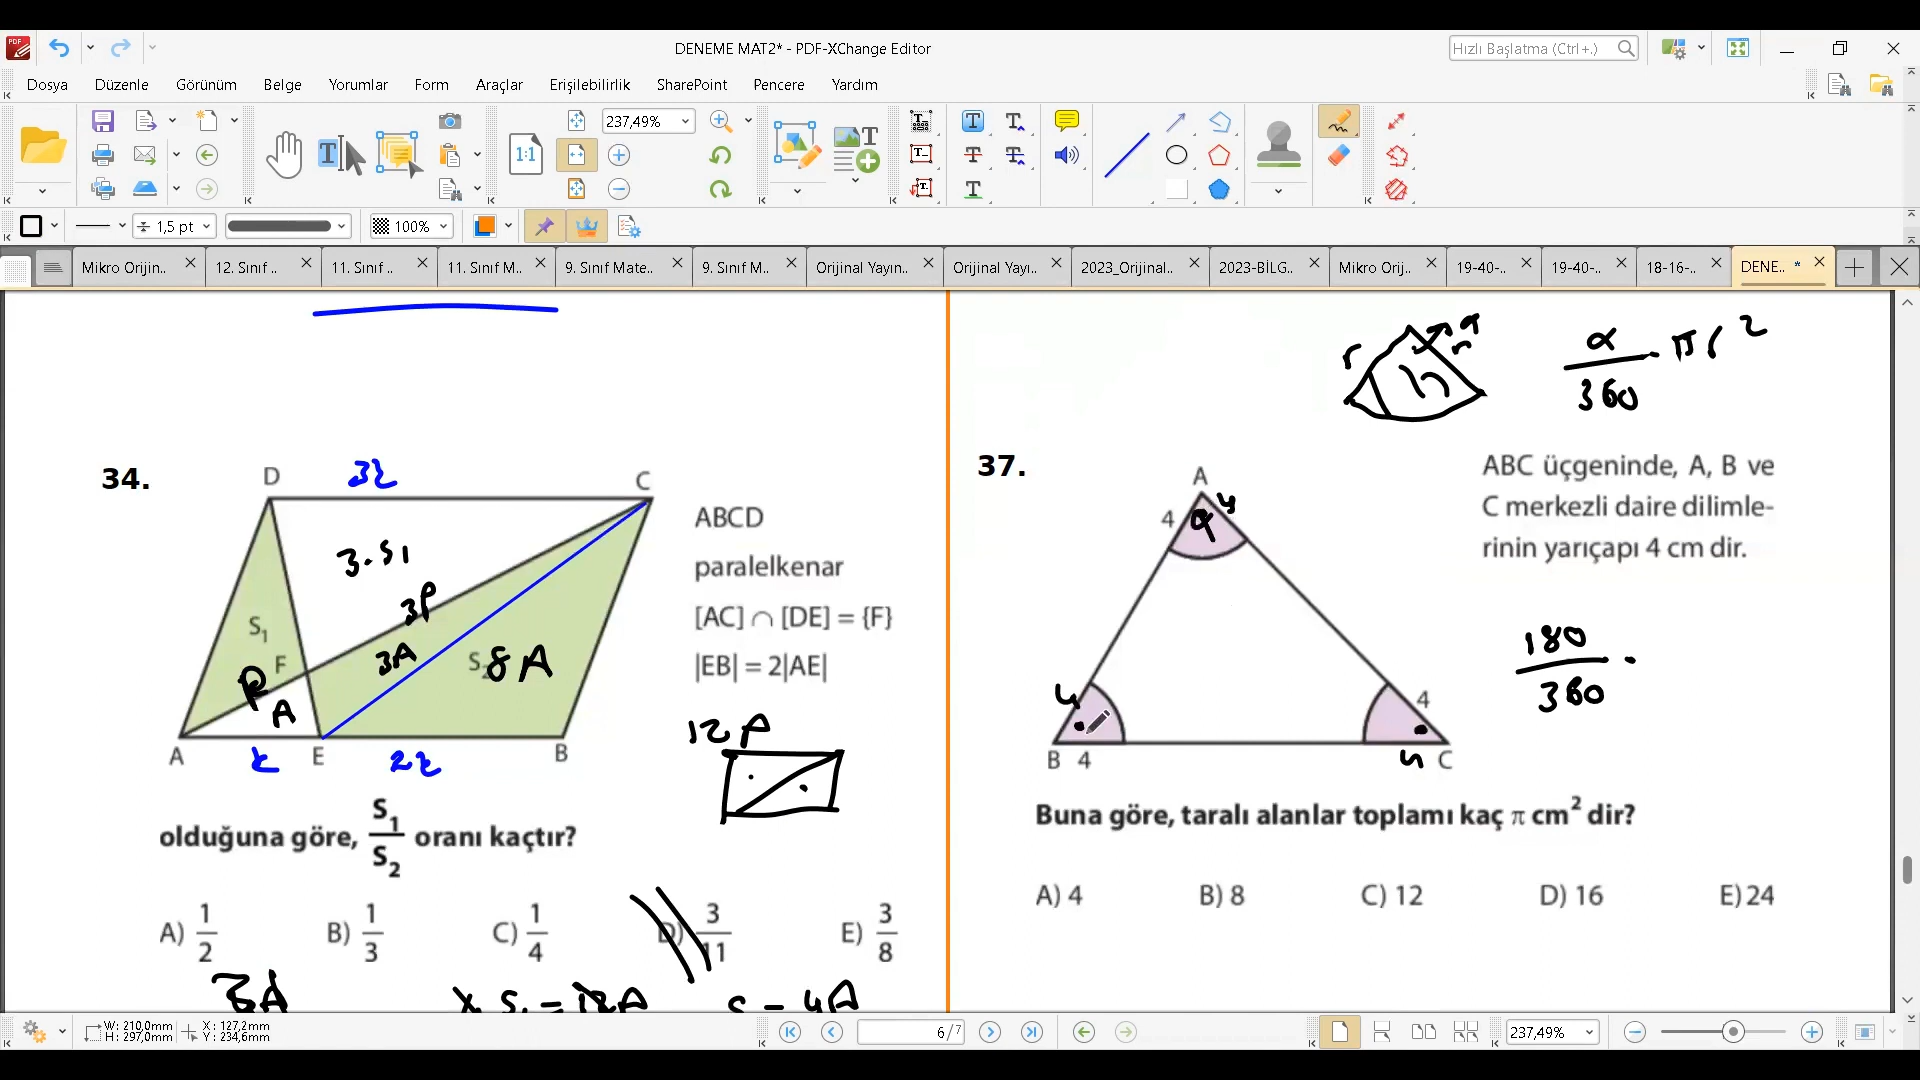 DENEME MAT2* - PDF-XChange Editor
Hızlı Başlatma (Ctrl+.)
Dosya Düzenle Görünüm Belge Yorumlar Form Araçlar Erişilebilirlik SharePoint Pencere Yardım
237,49%
1:1
1,5 pt
100%
Mikro Orijin..
12. Sınıf ..
11. Sınıf ..
11. Sınıf M..
9. Sınıf Mate..
9. Sınıf M..
Orijinal Yayın..
Orijinal Yayı..
2023_Orijinal..
2023-BİLG..
Mikro Orij..
19-40-..
19-40-..
18-16-..
DENE.. *
34.
D
3k
C
3.S1
3P
S₁
F
3A
S₂
8A
P
A
A
k
E
2k
B
ABCD
paralelkenar
[AC] ∩ [DE] = {F}
|EB| = 2|AE|
12A
olduğuna göre, S₁/S₂ oranı kaçtır?
A) 1/2 B) 1/3 C) 1/4 D) 3/11 E) 3/8
3A
S = 4A
r
α
r
α/360 · πr²
37.
A
4
4
α
4
B 4
4
4
C
ABC üçgeninde, A, B ve
C merkezli daire dilimle-
rinin yarıçapı 4 cm dir.
180/360 ·
Buna göre, taralı alanlar toplamı kaç π cm² dir?
A) 4 B) 8 C) 12 D) 16 E) 24
W: 210,0mm
H: 297,0mm
X: 127,2mm
Y: 234,6mm
6/7
237,49%